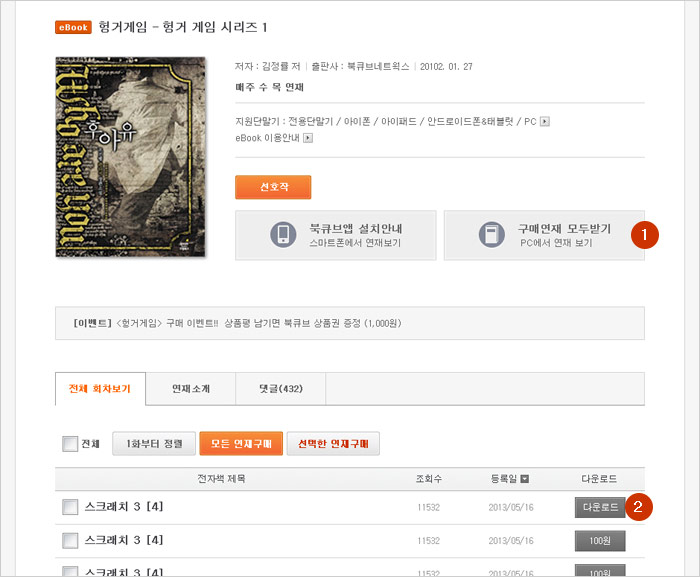 eBook 헝거게임 - 헝거 게임 시리즈 1
저자 : 김정률 저 | 출판사 : 북큐브네트웍스 | 20102. 01. 27
매주 수 목 연재
지원단말기 : 전용단말기 / 아이폰 / 아이패드 / 안드로이드폰&태블릿 / PC
eBook 이용안내
Who are you
후아유
선호작
북큐브앱 설치안내
스마트폰에서 연재보기
구매연재 모두받기
PC에서 연재 보기
1
[이벤트] <헝거게임> 구매 이벤트!! 상품평 남기면 북큐브 상품권 증정 (1,000원)
전체 회차보기 연재소개 댓글(432)
전체 1화부터 정렬 모든 연재구매 선택한 연재구매
전자책 제목 조회수 등록일 다운로드
스크래치 3 [4] 11532 2013/05/16 다운로드 2
스크래치 3 [4] 11532 2013/05/16 100원
스크래치 3 [4] 11532 2013/05/16 100원